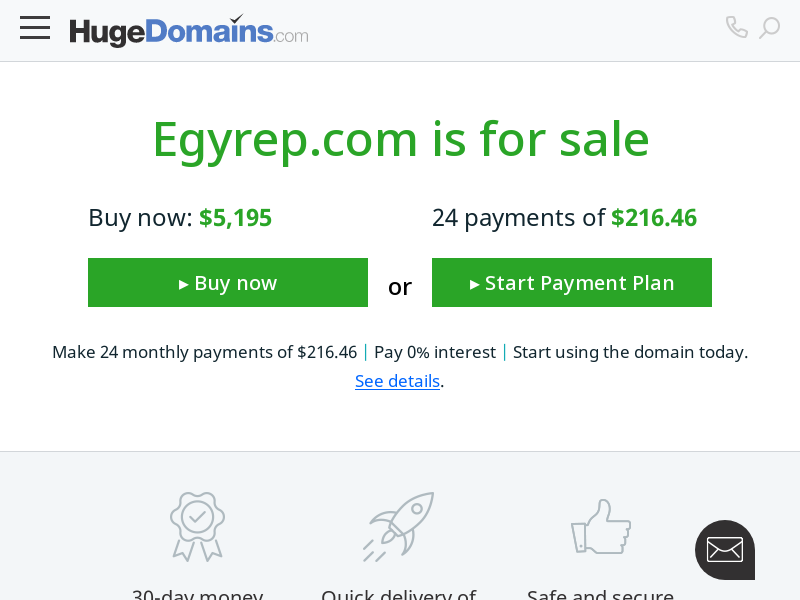 HugeDomains.com
Egyrep.com is for sale
Buy now: $5,195
24 payments of $216.46
▸ Buy now
or
▸ Start Payment Plan
Make 24 monthly payments of $216.46 | Pay 0% interest | Start using the domain today.
See details.
30-day money
Quick delivery of
Safe and secure